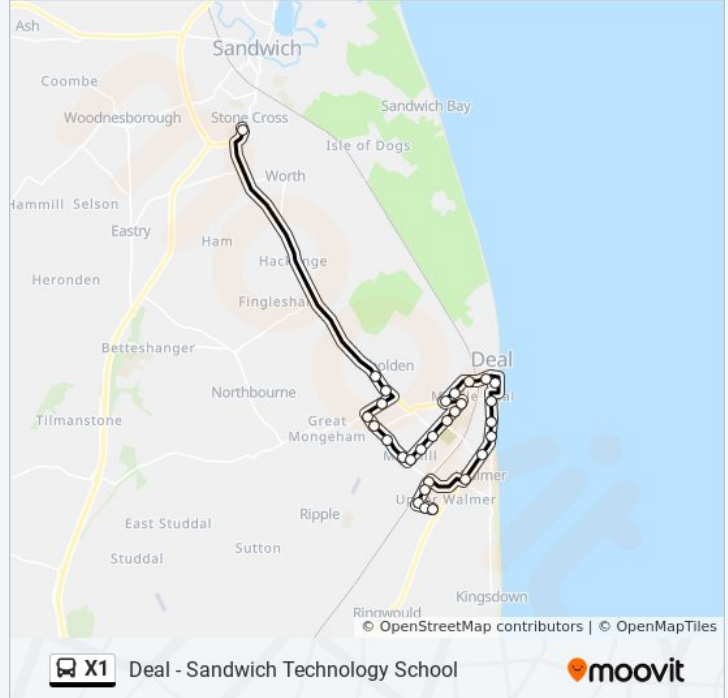 Ash
Sandwich
Coombe
Sandwich Bay
Woodnesborough
Stone Cross
Isle of Dogs
Worth
Hammill
Selson
Eastry
Ham
Heronden
Betteshanger
Deal
Northbourne
Great
Mongeham
Tilmanstone
Upper Walmer
Ripple
East Studdal
Sutton
Studdal
Kingsdown
Ringwould
© OpenStreetMap contributors | © OpenMapTiles
X1 Deal - Sandwich Technology School
moovit